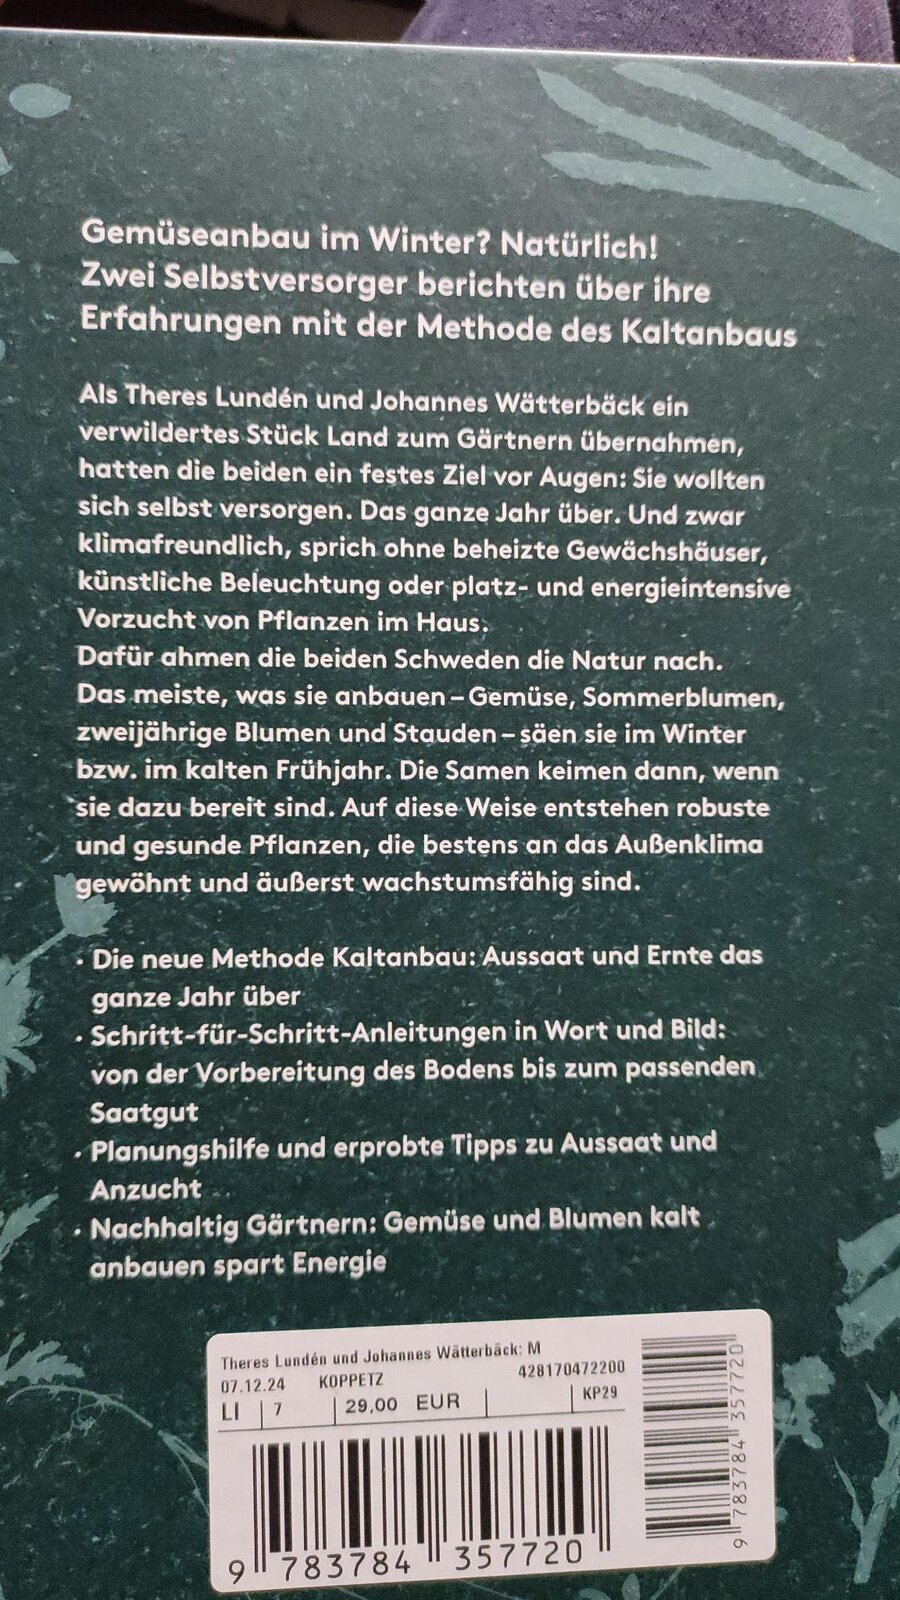 Gemüseanbau im Winter? Natürlich!
Zwei Selbstversorger berichten über ihre
Erfahrungen mit der Methode des Kaltanbaus
Als Theres Lundén und Johannes Wätterbäck ein
verwildertes Stück Land zum Gärtnern übernahmen,
hatten die beiden ein festes Ziel vor Augen: Sie wollten
sich selbst versorgen. Das ganze Jahr über. Und zwar
klimafreundlich, sprich ohne beheizte Gewächshäuser,
künstliche Beleuchtung oder platz- und energieintensive
Vorzucht von Pflanzen im Haus.
Dafür ahmen die beiden Schweden die Natur nach.
Das meiste, was sie anbauen – Gemüse, Sommerblumen,
zweijährige Blumen und Stauden – säen sie im Winter
bzw. im kalten Frühjahr. Die Samen keimen dann, wenn
sie dazu bereit sind. Auf diese Weise entstehen robuste
und gesunde Pflanzen, die bestens an das Außenklima
gewöhnt und äußerst wachstumsfähig sind.
· Die neue Methode Kaltanbau: Aussaat und Ernte das
ganze Jahr über
· Schritt-für-Schritt-Anleitungen in Wort und Bild:
von der Vorbereitung des Bodens bis zum passenden
Saatgut
· Planungshilfe und erprobte Tipps zu Aussaat und
Anzucht
· Nachhaltig Gärtnern: Gemüse und Blumen kalt
anbauen spart Energie
Theres Lundén und Johannes Wätterbäck: M
07.12.24 KOPPETZ 428170472200
LI 7 29,00 EUR KP29
9 783784 357720
9 783784 357720